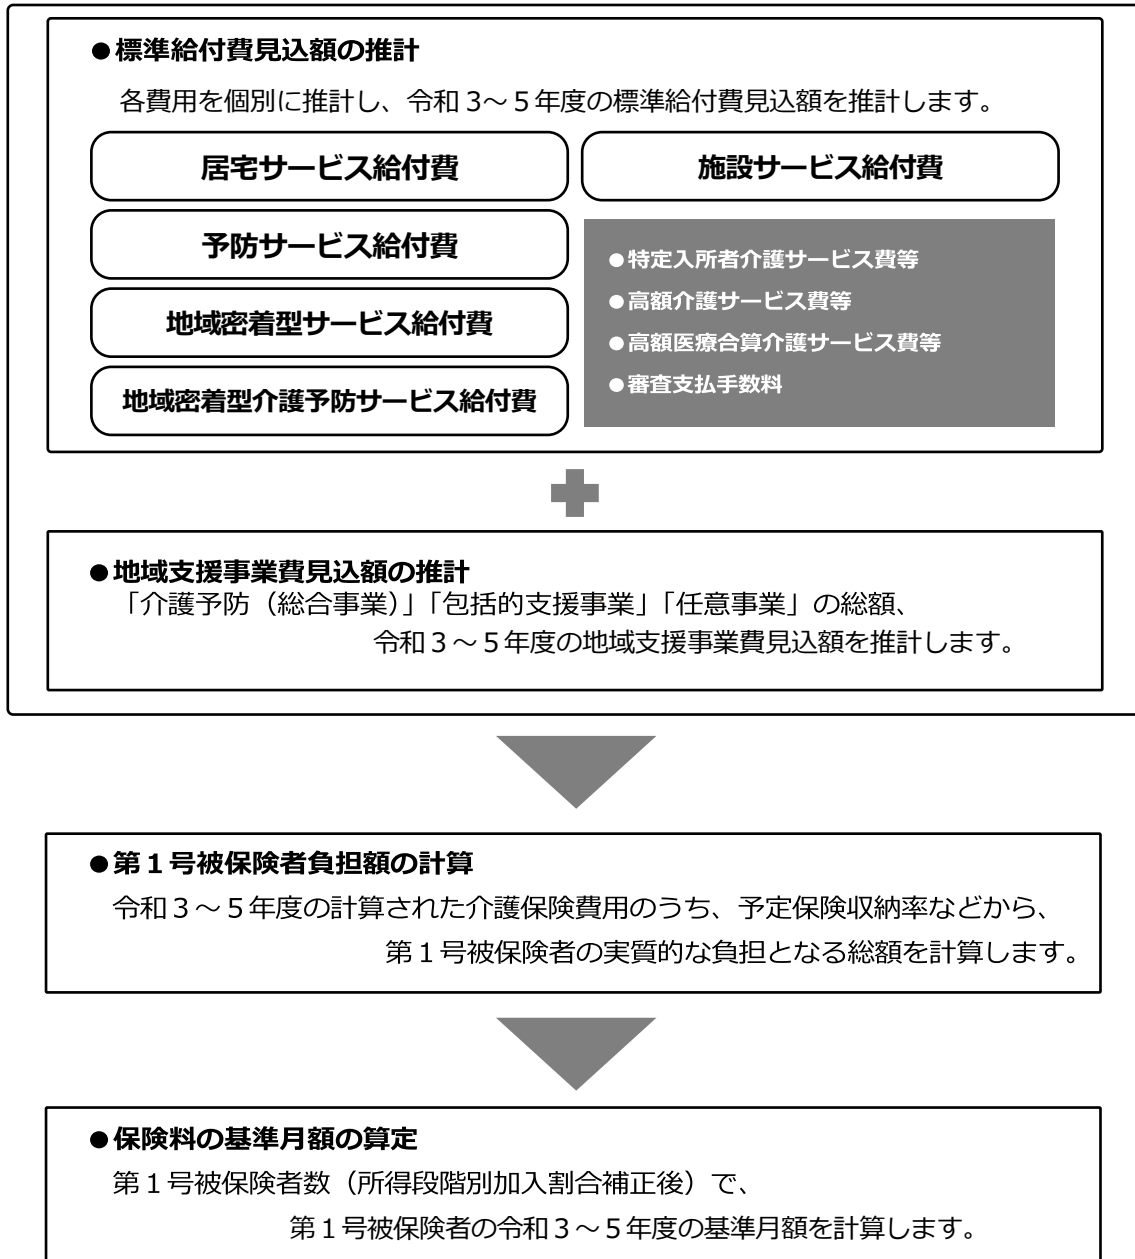 ●標準給付費見込額の推計
各費用を個別に推計し、令和3～5年度の標準給付費見込額を推計します。
居宅サービス給付費
施設サービス給付費
予防サービス給付費
地域密着型サービス給付費
地域密着型介護予防サービス給付費
●特定入所者介護サービス費等
●高額介護サービス費等
●高額医療合算介護サービス費等
●審査支払手数料
●地域支援事業費見込額の推計
「介護予防（総合事業）」「包括的支援事業」「任意事業」の総額、
令和３～５年度の地域支援事業費見込額を推計します。
●第１号被保険者負担額の計算
令和３～５年度の計算された介護保険費用のうち、予定保険収納率などから、
第１号被保険者の実質的な負担となる総額を計算します。
●保険料の基準月額の算定
第１号被保険者数（所得段階別加入割合補正後）で、
第１号被保険者の令和３～５年度の基準月額を計算します。